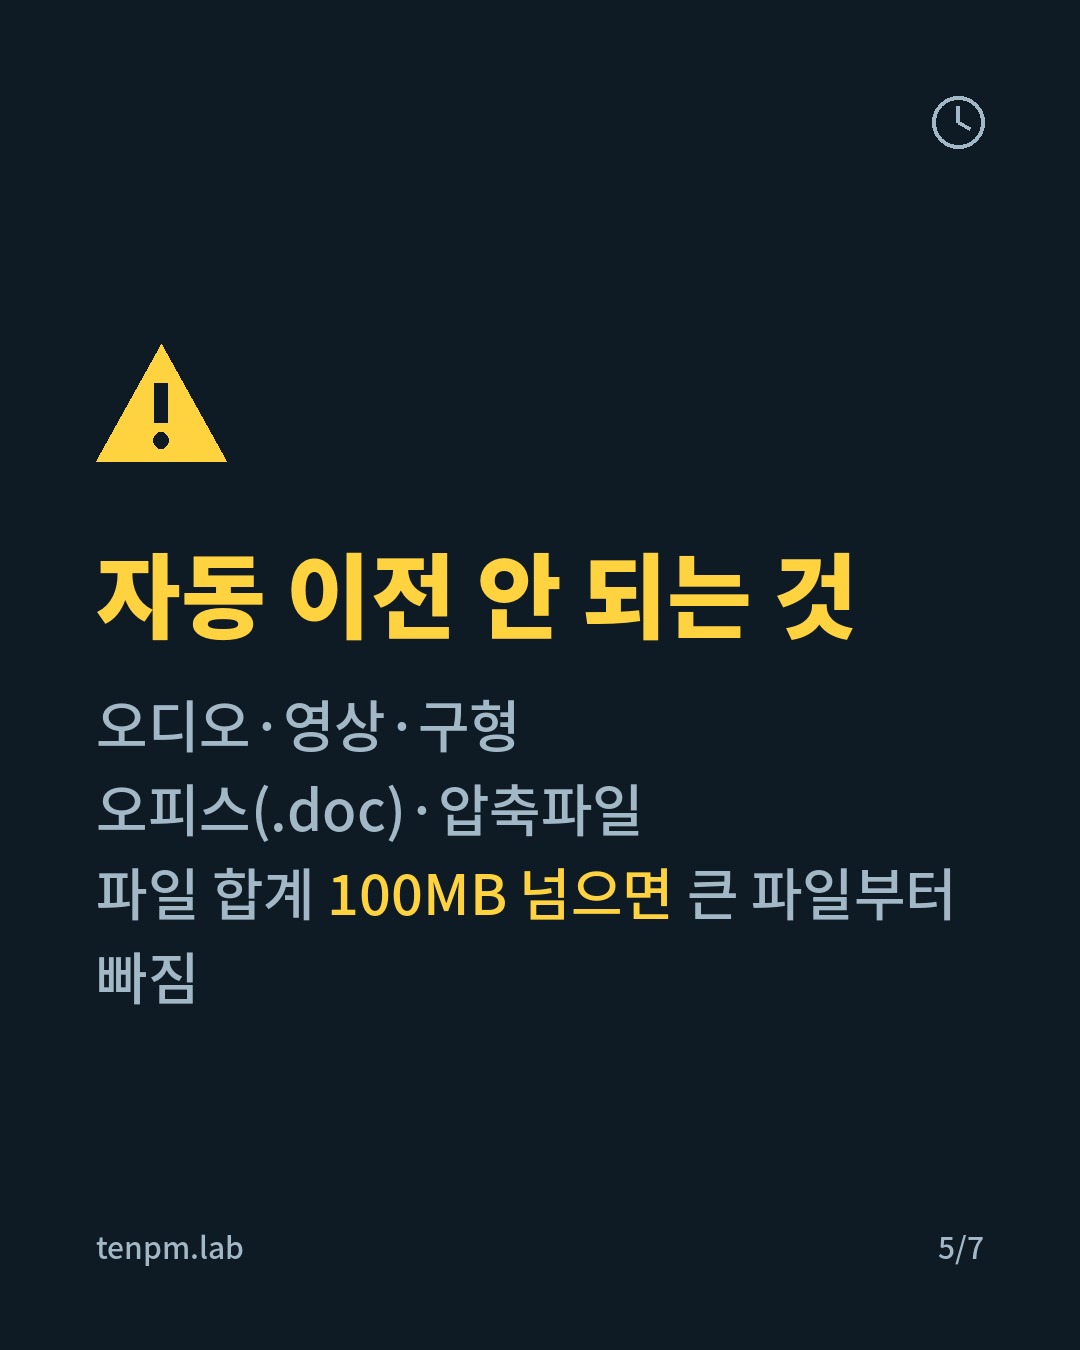 자동 이전 안 되는 것
오디오·영상·구형
오피스(.doc)·압축파일
파일 합계 100MB 넘으면 큰 파일부터
빠짐
tenpm.lab
5/7